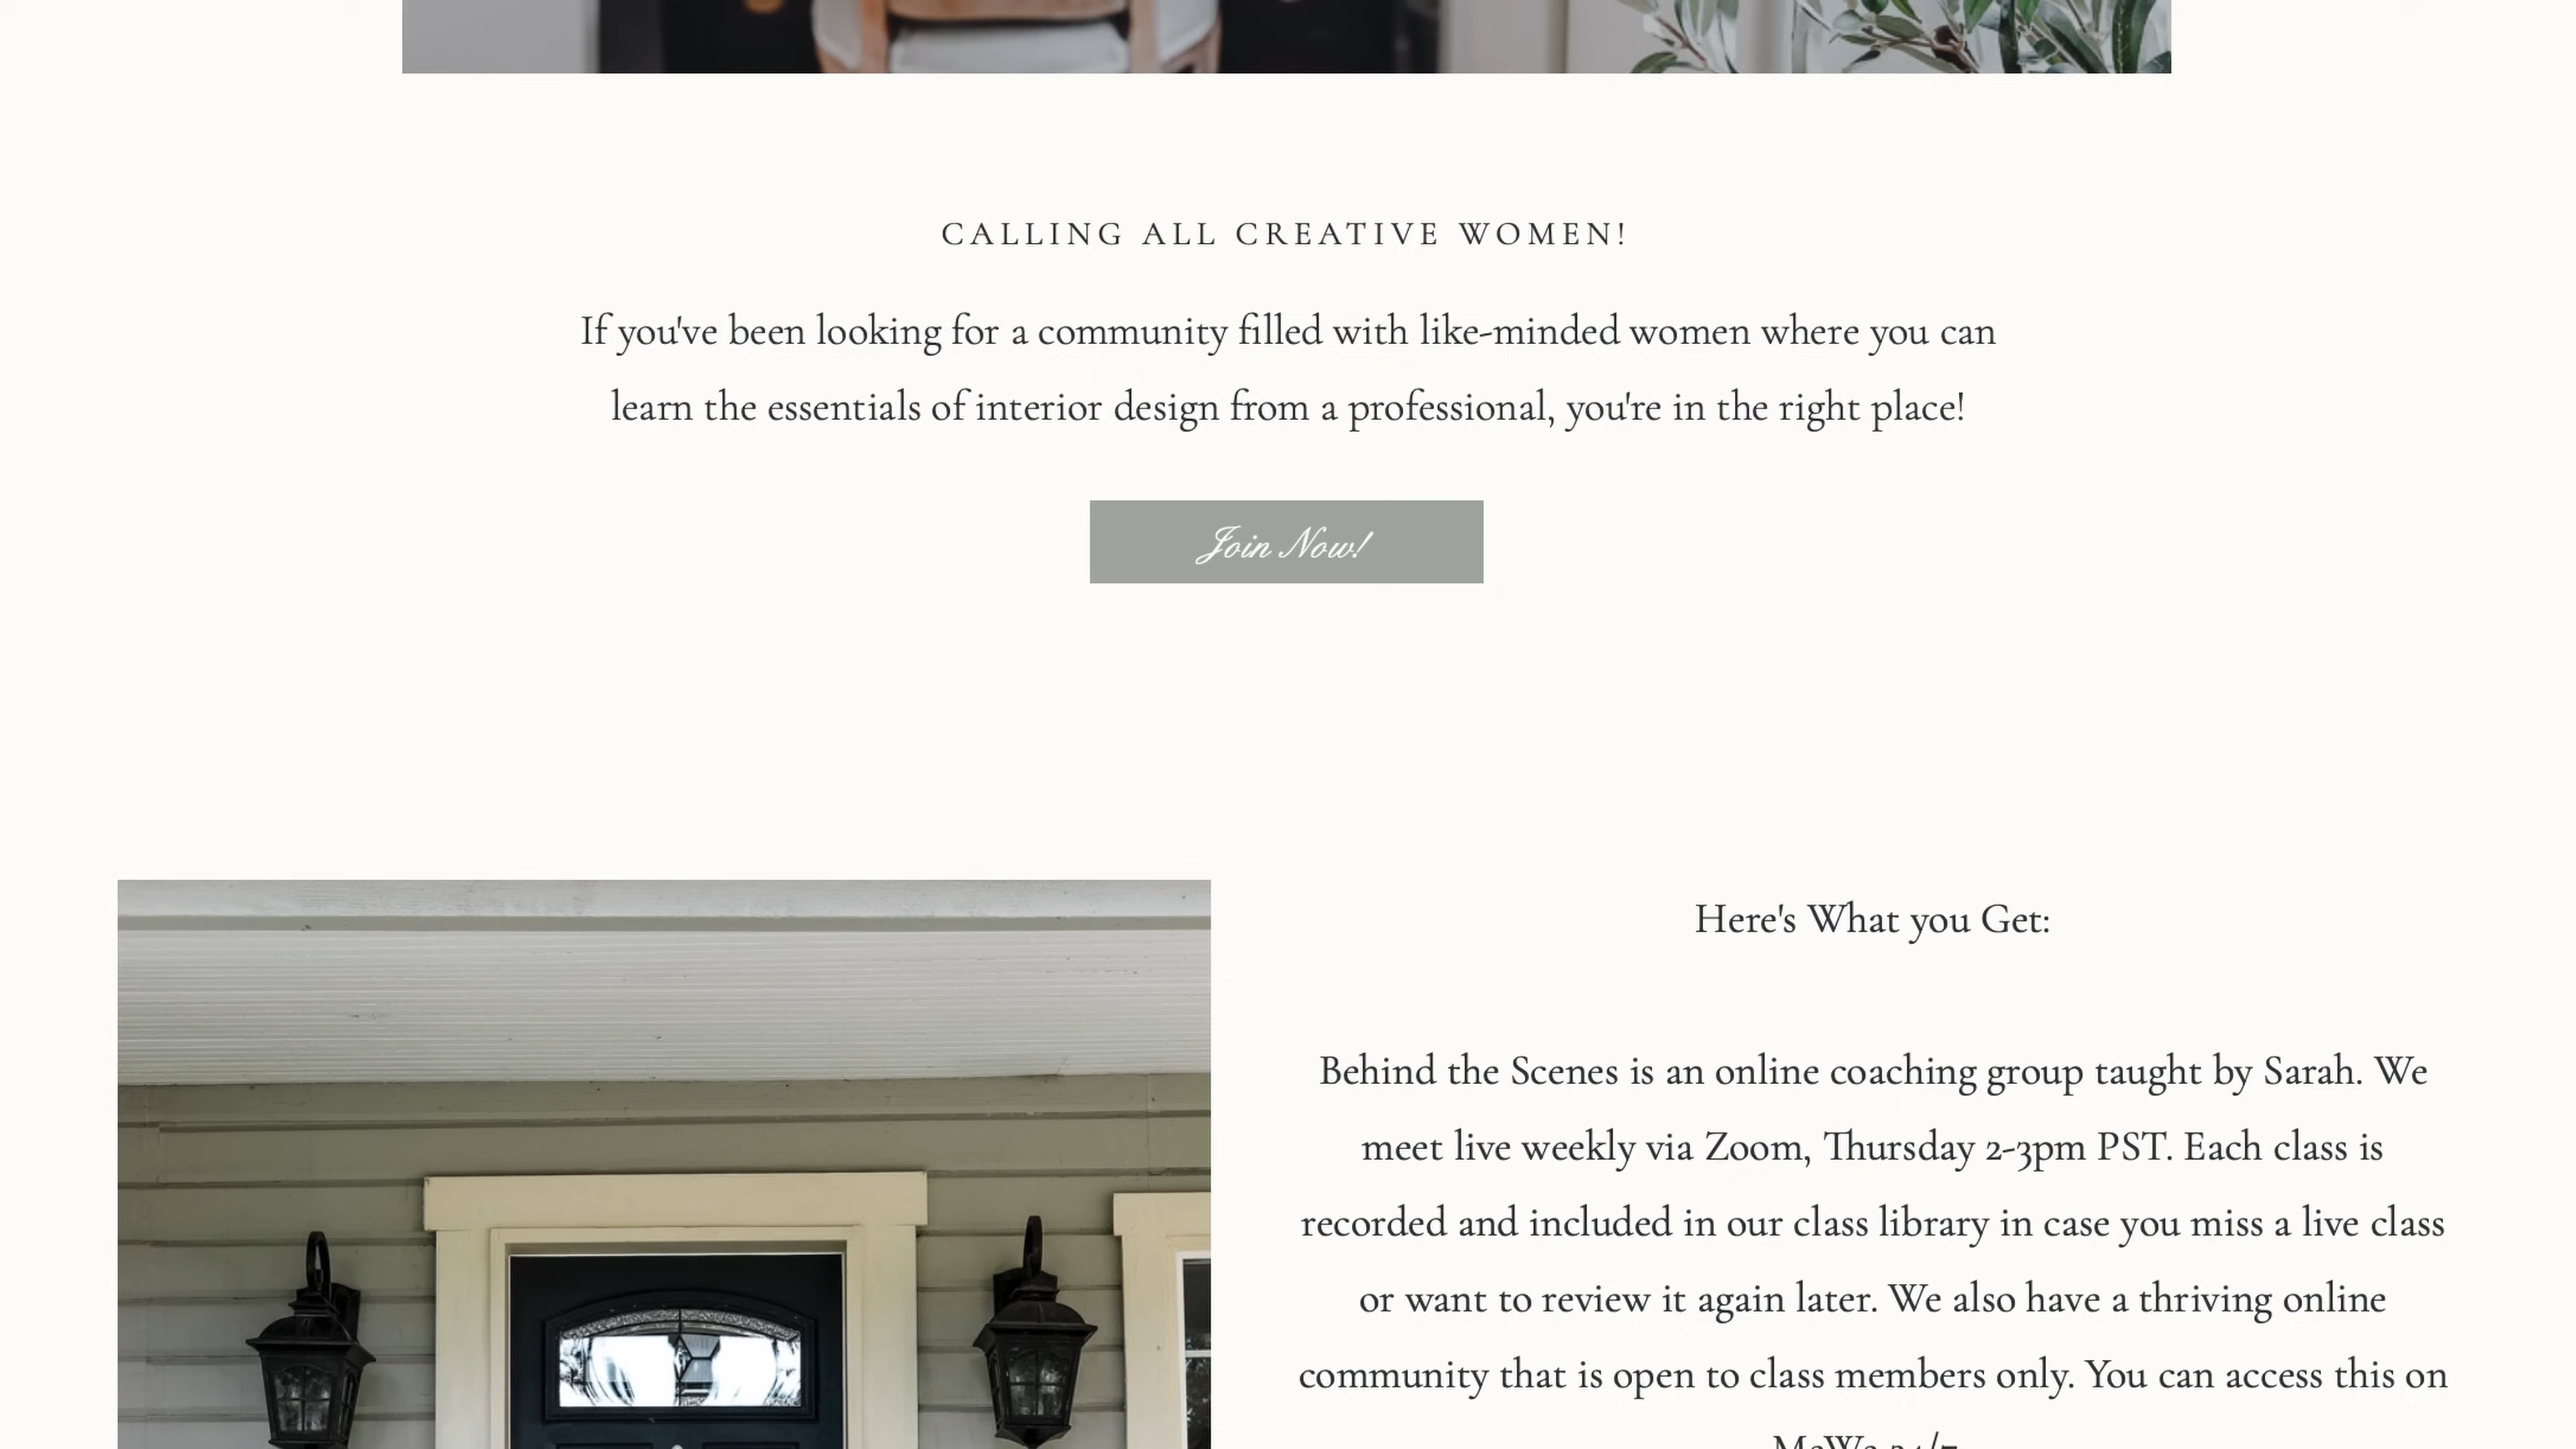 CALLING ALL CREATIVE WOMEN!
If you've been looking for a community filled with like-minded women where you can
learn the essentials of interior design from a professional, you're in the right place!
Join Now!
Here's What you Get:
Behind the Scenes is an online coaching group taught by Sarah. We
meet live weekly via Zoom, Thursday 2-3pm PST. Each class is
recorded and included in our class library in case you miss a live class
or want to review it again later. We also have a thriving online
community that is open to class members only. You can access this on
MeWe 24/7